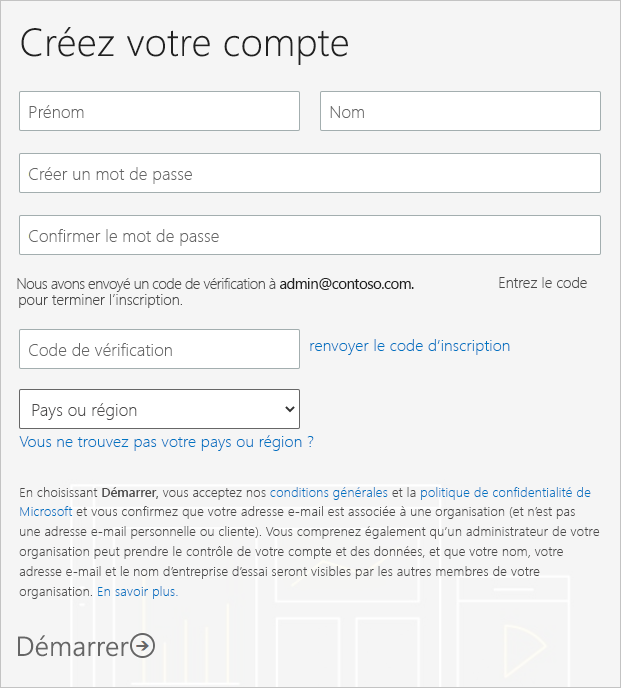 Créez votre compte
Prénom
Nom
Créer un mot de passe
Confirmer le mot de passe
Nous avons envoyé un code de vérification à admin@contoso.com. Entrez le code
pour terminer l’inscription.
Code de vérification
renvoyer le code d’inscription
Pays ou région
Vous ne trouvez pas votre pays ou région ?
En choisissant Démarrer, vous acceptez nos conditions générales et la politique de confidentialité de
Microsoft et vous confirmez que votre adresse e-mail est associée à une organisation (et n’est pas
une adresse e-mail personnelle ou cliente). Vous comprenez également qu’un administrateur de votre
organisation peut prendre le contrôle de votre compte et des données, et que votre nom, votre
adresse e-mail et le nom d’entreprise d’essai seront visibles par les autres membres de votre
organisation. En savoir plus.
Démarrer